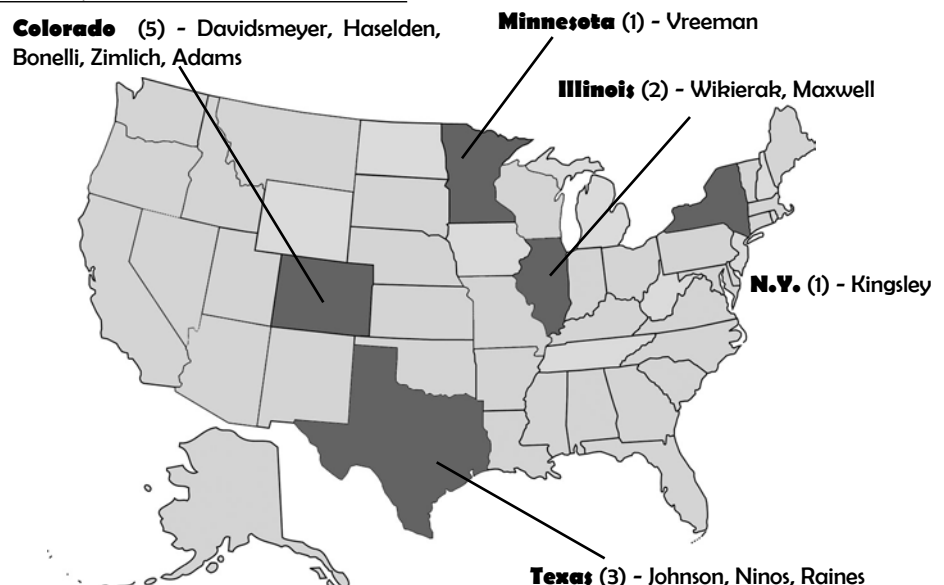 Colorado (5) - Davidsmeyer, Haselden,
Bonelli, Zimlich, Adams
Minnesota (1) - Vreeman
Illinois (2) - Wikierak, Maxwell
N.Y. (1) - Kingsley
Texas (3) - Johnson, Ninos, Raines